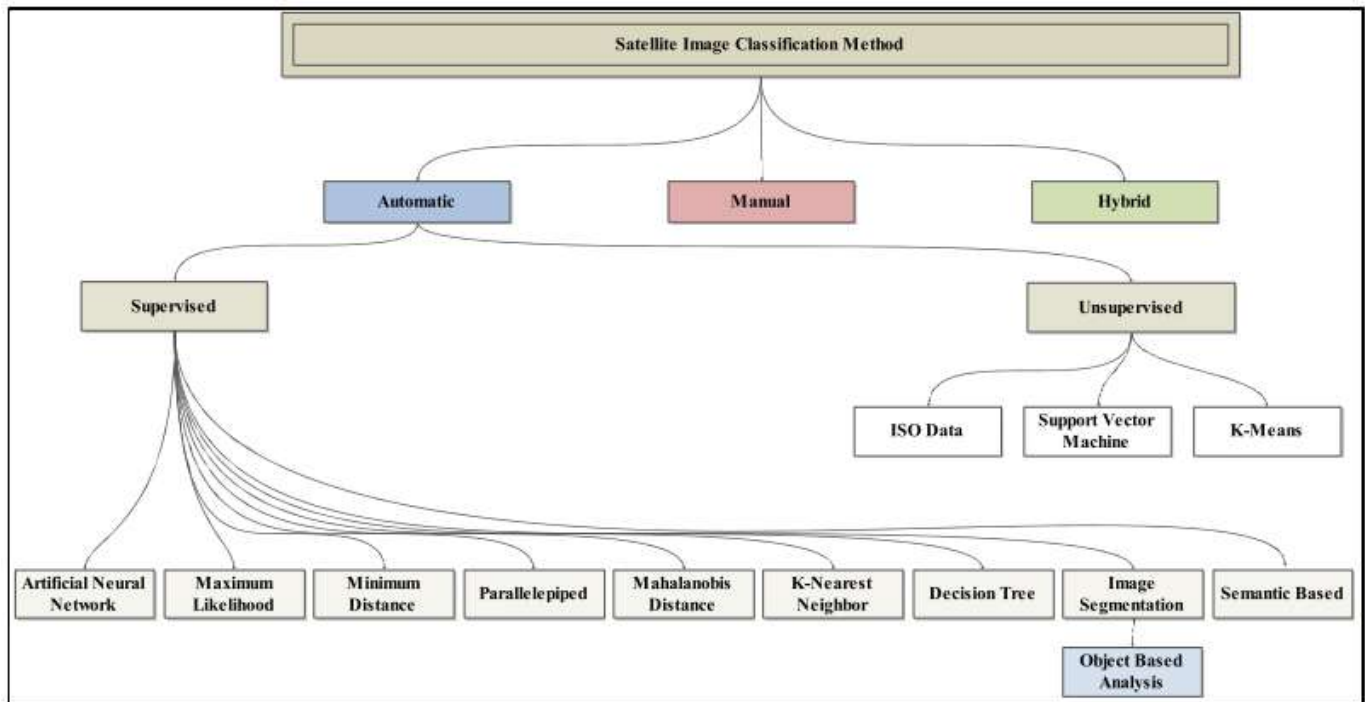 Satellite Image Classification Method
Automatic
Manual
Hybrid
Supervised
Unsupervised
ISO Data
Support Vector
Machine
K-Means
Artificial Neural
Network
Maximum
Likelihood
Minimum
Distance
Parallelepiped
Mahalanobis
Distance
K-Nearest
Neighbor
Decision Tree
Image
Segmentation
Semantic Based
Object Based
Analysis